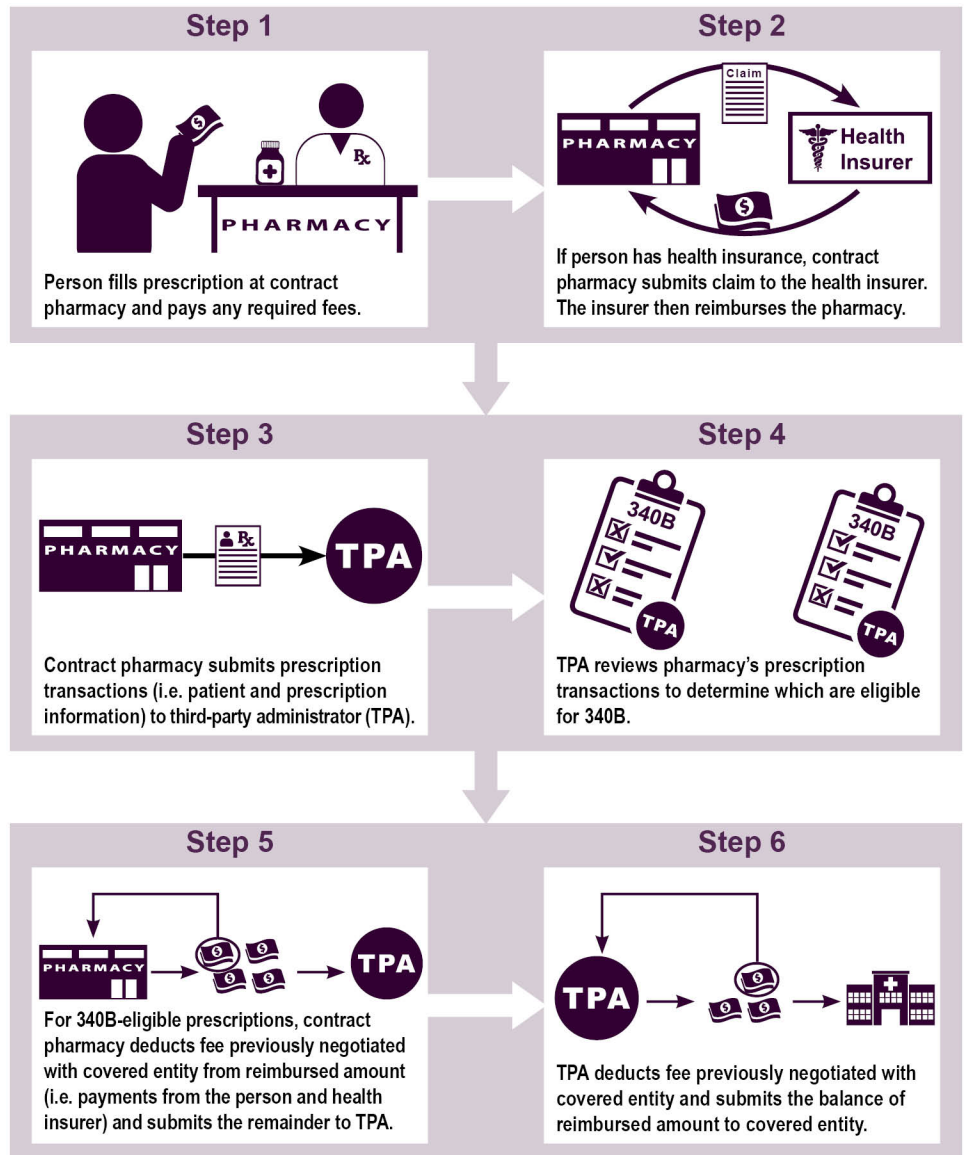 Step 1
$
Rx
PHARMACY
Person fills prescription at contract
pharmacy and pays any required fees.
Step 2
Claim
PHARMACY
Health
Insurer
$
If person has health insurance, contract
pharmacy submits claim to the health insurer.
The insurer then reimburses the pharmacy.
Step 3
PHARMACY
Rx
TPA
Contract pharmacy submits prescription
transactions (i.e. patient and prescription
information) to third-party administrator (TPA).
Step 4
340B
TPA
340B
TPA
TPA reviews pharmacy’s prescription
transactions to determine which are eligible
for 340B.
Step 5
PHARMACY
$ $
$ $ $
TPA
For 340B-eligible prescriptions, contract
pharmacy deducts fee previously negotiated
with covered entity from reimbursed amount
(i.e. payments from the person and health
insurer) and submits the remainder to TPA.
Step 6
TPA
$
$ $
TPA deducts fee previously negotiated with
covered entity and submits the balance of
reimbursed amount to covered entity.